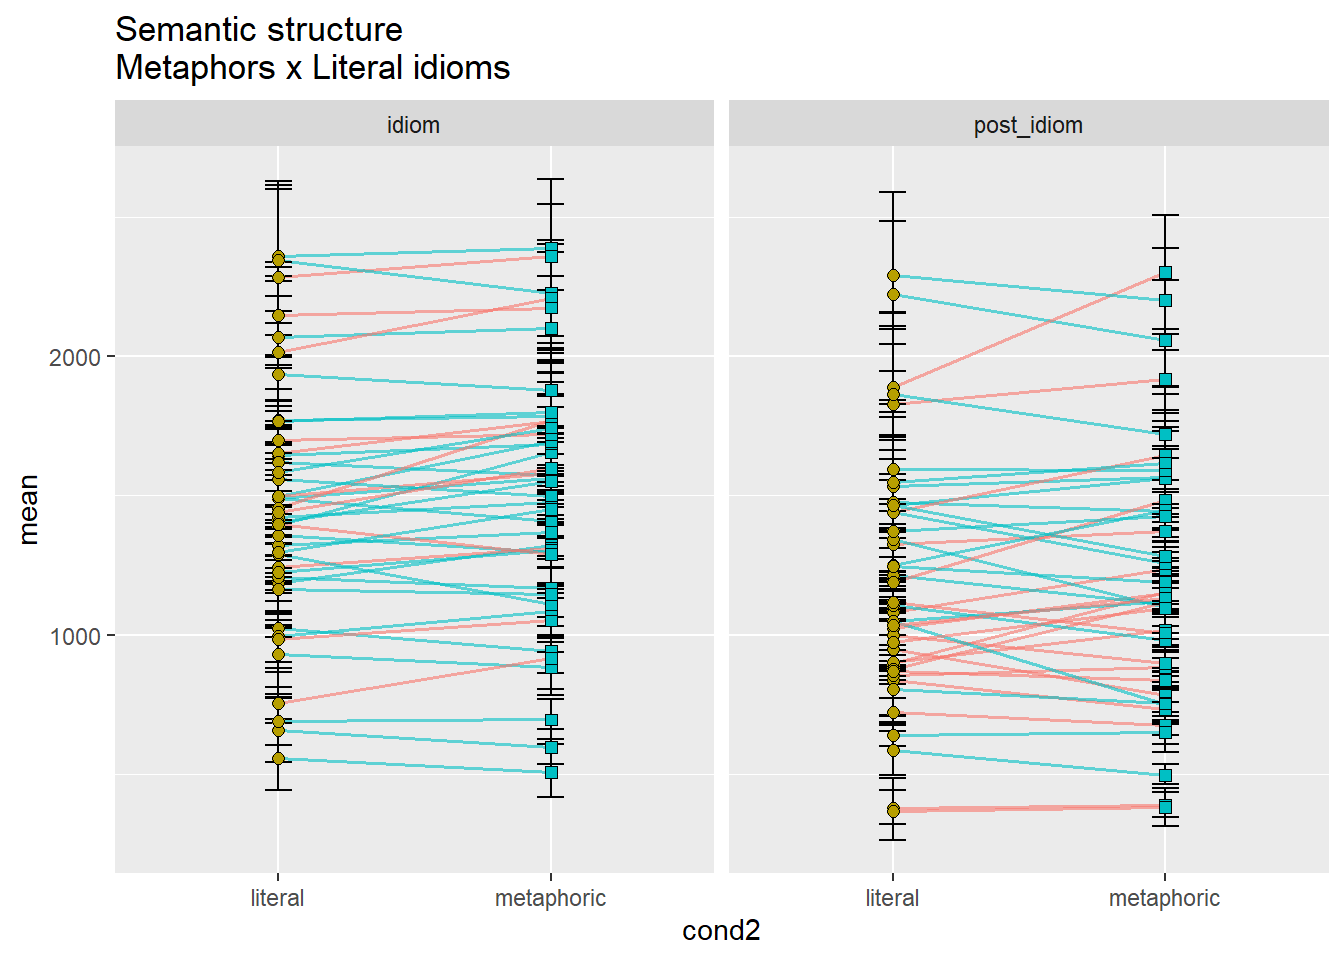 Semantic structure
Metaphors x Literal idioms
idiom
post_idiom
mean
2000
1000
literal
metaphoric
literal
metaphoric
cond2